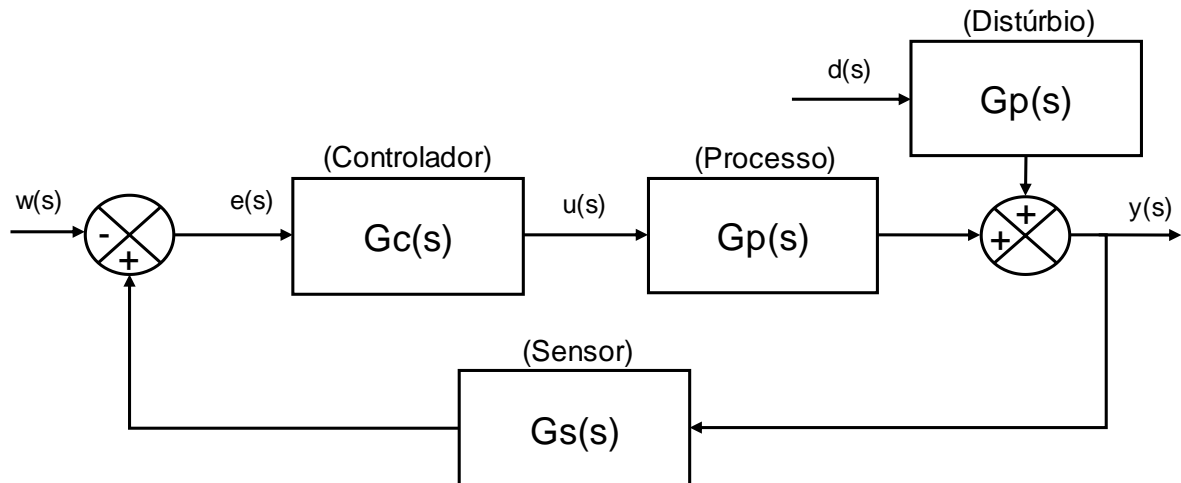 (Distúrbio)
d(s)
Gp(s)
(Controlador)
(Processo)
w(s)
-
+
e(s)
Gc(s)
u(s)
Gp(s)
+
+
y(s)
(Sensor)
Gs(s)